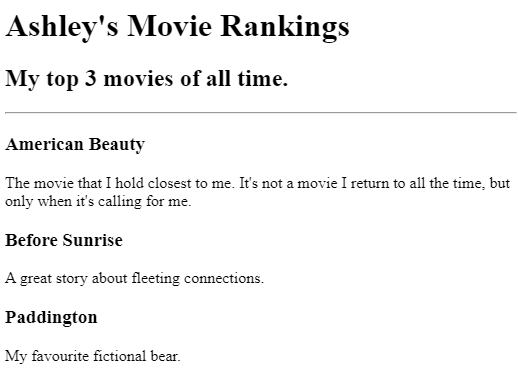 Ashley's Movie Rankings
My top 3 movies of all time.
American Beauty
The movie that I hold closest to me. It's not a movie I return to all the time, but
only when it's calling for me.
Before Sunrise
A great story about fleeting connections.
Paddington
My favourite fictional bear.